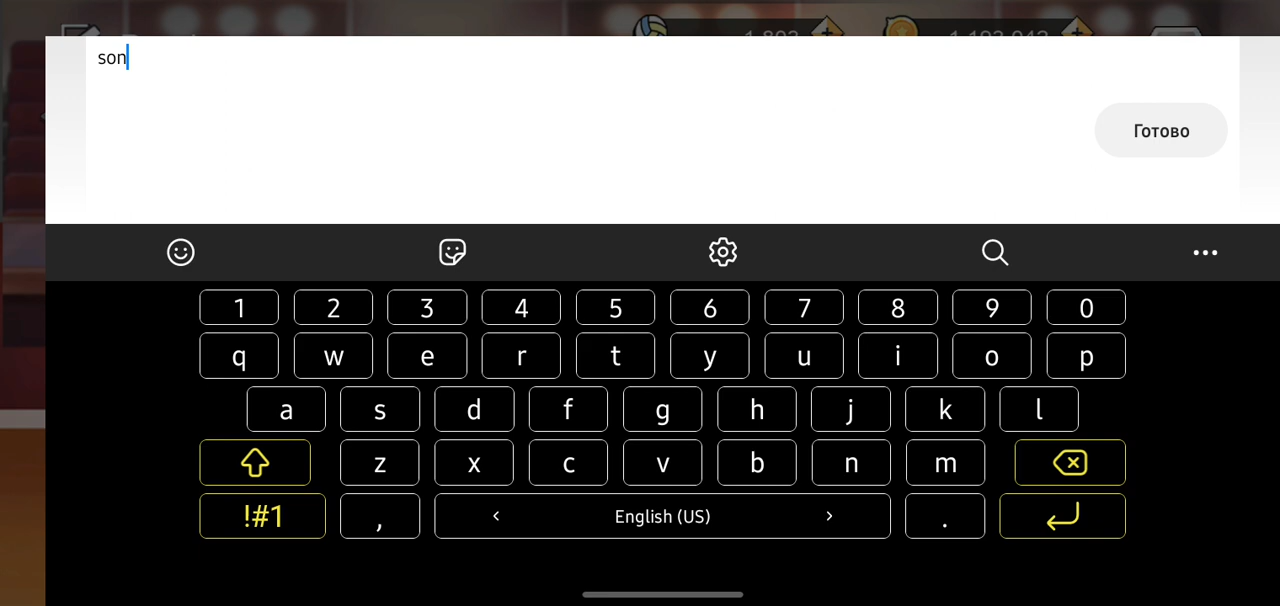 son
Готово
1 2 3 4 5 6 7 8 9 0
q w e r t y u i o p
a s d f g h j k l
z x c v b n m
!#1 , < English (US) > .